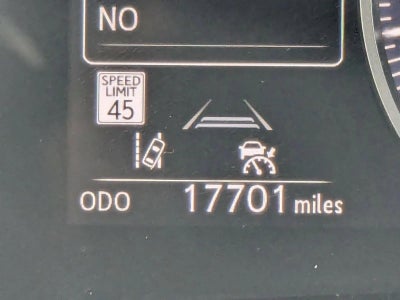 NO
SPEED
LIMIT
45
ODO 17701 miles